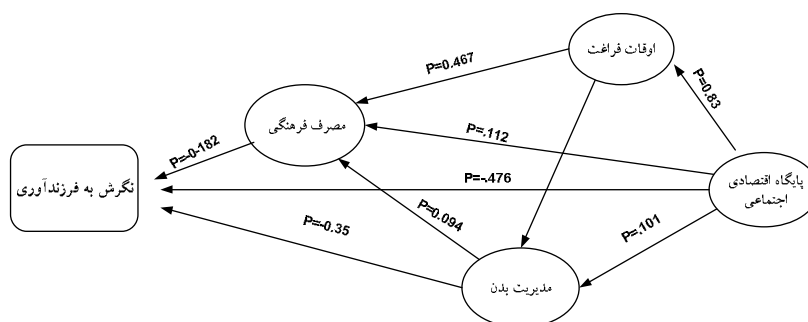 اوقات فراغت
P=0.467
P=0.83
مصرف فرهنگی
P=.112
P=-0-182
نگرش به فرزندآوری
P=-.476
پایگاه اقتصادی
اجتماعی
P=0.094
P=.101
P=-0.35
مدیریت بدن